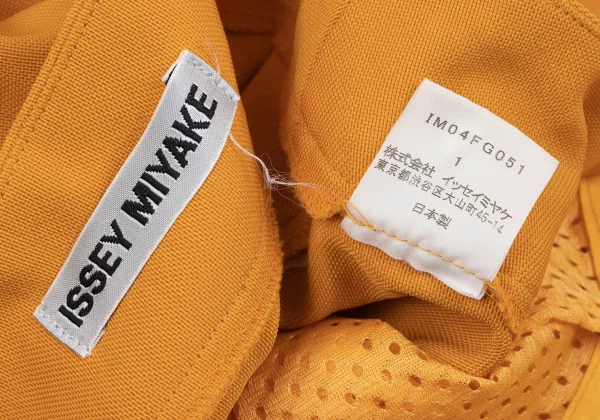 ISSEY MIYAKE
IM04FG051
1
株式会社 イッセイミヤケ
東京都渋谷区大山町45-14
日本製